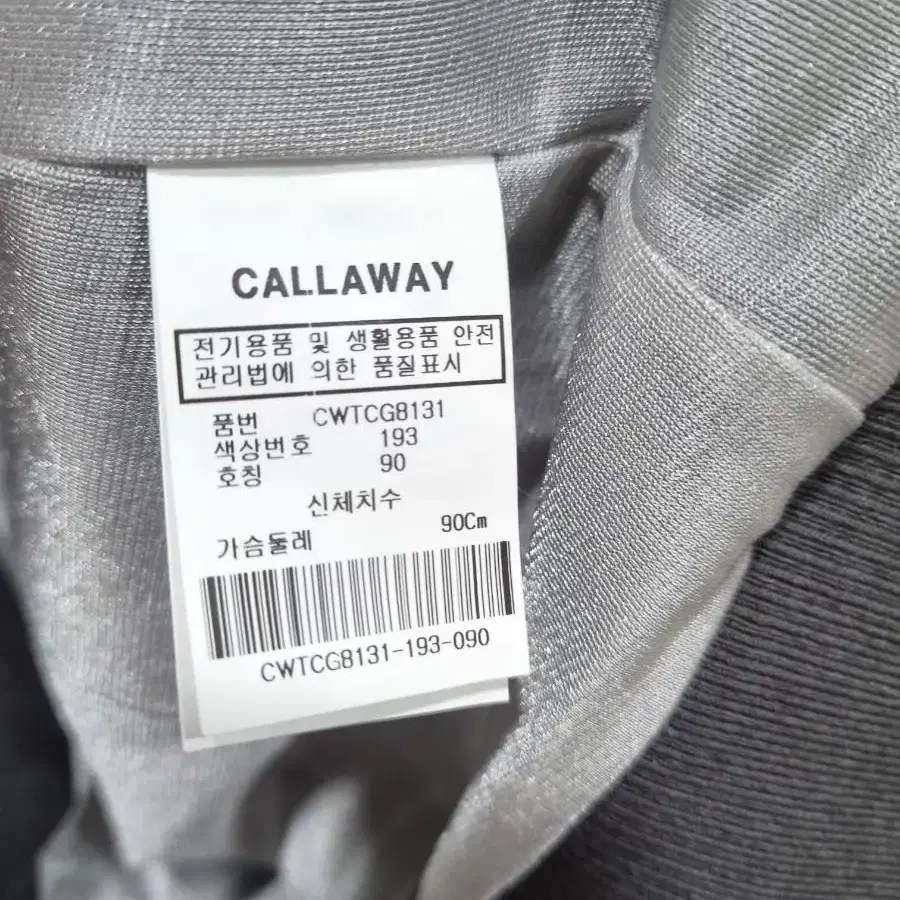 CALLAWAY
전기용품 및 생활용품 안전
관리법에 의한 품질표시
품번 CWTCG8131
색상번호 193
호칭 90
신체치수
가슴둘레 90Cm
CWTCG8131-193-090